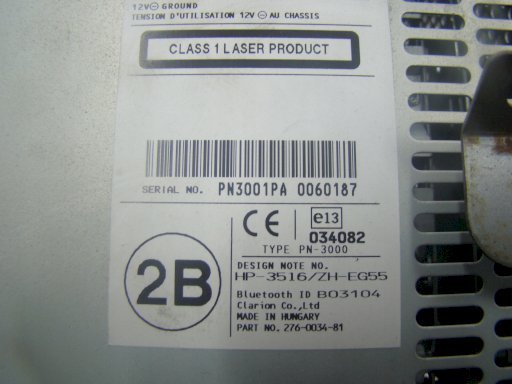 12V⊖GROUND
TENSION D'UTILISATION 12V ⊖ AU CHASSIS
CLASS 1 LASER PRODUCT
SERIAL NO. PN3001PA 0060187
CE e13
034082
TYPE PN-3000
2B
DESIGN NOTE NO.
HP-3516/ZH-EG55
Bluetooth ID B03104
Clarion Co.,Ltd
MADE IN HUNGARY
PART NO. 276-0034-81